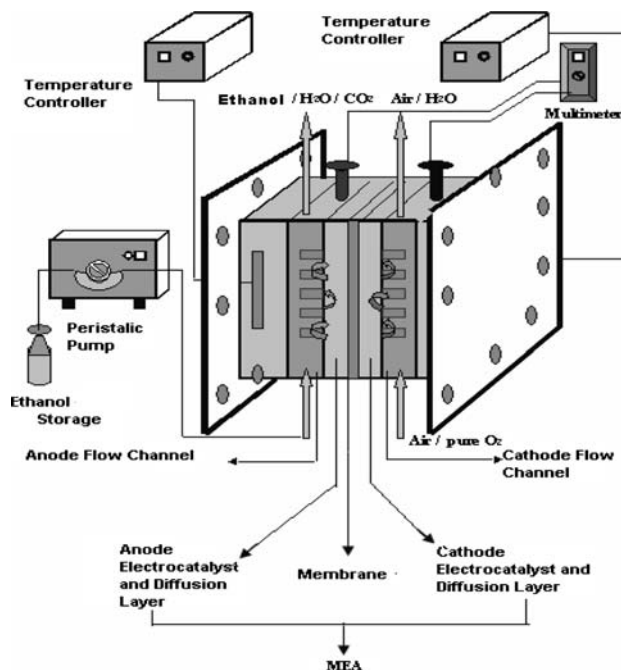 Temperature
Controller
Temperature
Controller
Ethanol / H2O / CO2
Air / H2O
Multimeter
Peristalic
Pump
Ethanol
Storage
Anode Flow Channel
Air / pure O2
Cathode Flow
Channel
Anode
Electrocatalyst
and Diffusion
Layer
Membrane
Cathode
Electrocatalyst and
Diffusion Layer
MEA